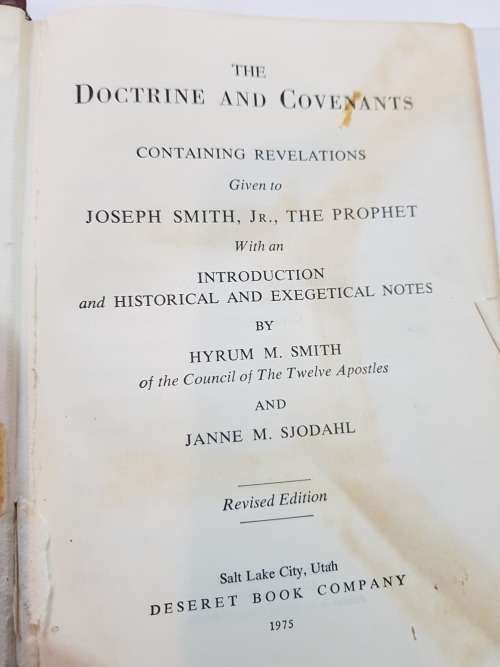 THE
DOCTRINE AND COVENANTS
CONTAINING REVELATIONS
Given to
JOSEPH SMITH, JR., THE PROPHET
With an
INTRODUCTION
and HISTORICAL AND EXEGETICAL NOTES
BY
HYRUM M. SMITH
of the Council of The Twelve Apostles
AND
JANNE M. SJODAHL
Revised Edition
Salt Lake City, Utah
DESERET BOOK COMPANY
1975